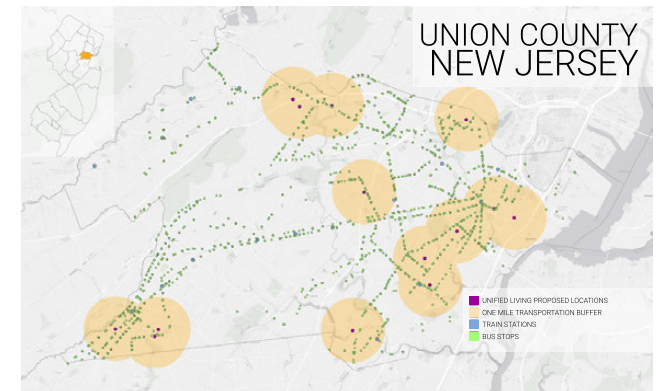 UNION COUNTY
NEW JERSEY
UNIFIED LIVING PROPOSED LOCATIONS
ONE MILE TRANSPORTATION BUFFER
TRAIN STATIONS
BUS STOPS